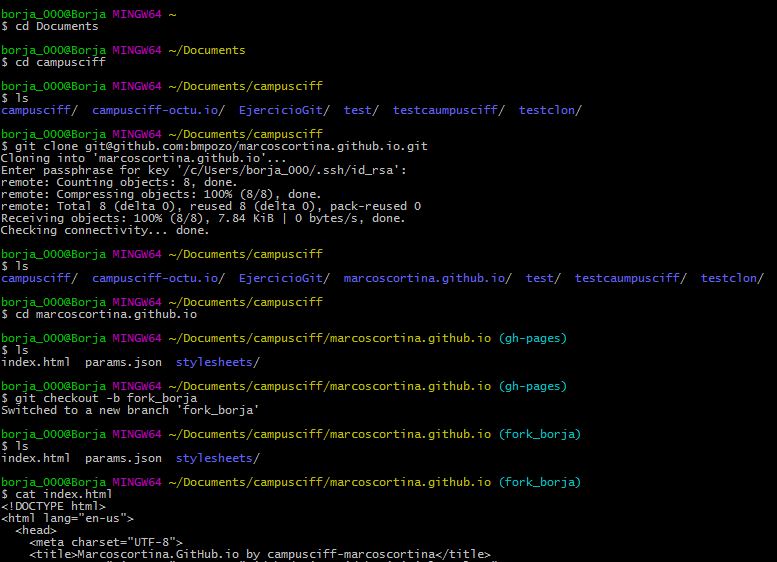 borja_000@Borja MINGW64 ~
$ cd Documents
borja_000@Borja MINGW64 ~/Documents
$ cd campusciff
borja_000@Borja MINGW64 ~/Documents/campusciff
$ ls
campusciff/  campusciff-octu.io/  EjercicioGit/  test/  testcaumpusciff/  testclon/
borja_000@Borja MINGW64 ~/Documents/campusciff
$ git clone git@github.com:bmpozo/marcoscortina.github.io.git
Cloning into 'marcoscortina.github.io'...
Enter passphrase for key '/c/Users/borja_000/.ssh/id_rsa':
remote: Counting objects: 8, done.
remote: Compressing objects: 100% (8/8), done.
remote: Total 8 (delta 0), reused 8 (delta 0), pack-reused 0
Receiving objects: 100% (8/8), 7.84 KiB | 0 bytes/s, done.
Checking connectivity... done.
borja_000@Borja MINGW64 ~/Documents/campusciff
$ ls
campusciff/  campusciff-octu.io/  EjercicioGit/  marcoscortina.github.io/  test/  testcaumpusciff/  testclon/
borja_000@Borja MINGW64 ~/Documents/campusciff
$ cd marcoscortina.github.io
borja_000@Borja MINGW64 ~/Documents/campusciff/marcoscortina.github.io (gh-pages)
$ ls
index.html  params.json  stylesheets/
borja_000@Borja MINGW64 ~/Documents/campusciff/marcoscortina.github.io (gh-pages)
$ git checkout -b fork_borja
Switched to a new branch 'fork_borja'
borja_000@Borja MINGW64 ~/Documents/campusciff/marcoscortina.github.io (fork_borja)
$ ls
index.html  params.json  stylesheets/
borja_000@Borja MINGW64 ~/Documents/campusciff/marcoscortina.github.io (fork_borja)
$ cat index.html
<!DOCTYPE html>
<html lang="en-us">
  <head>
    <meta charset="UTF-8">
    <title>Marcoscortina.GitHub.io by campusciff-marcoscortina</title>